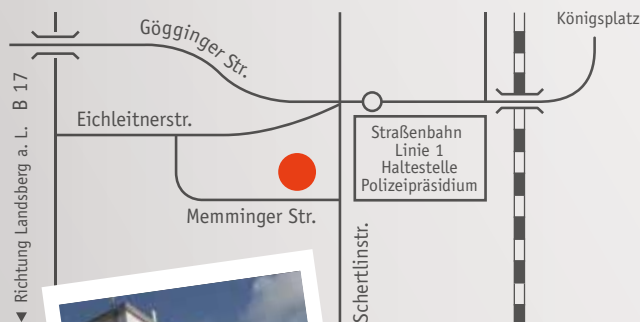 Königsplatz
Gögginger Str.
Eichleitnerstr.
Straßenbahn
Linie 1
Haltestelle
Polizeipräsidium
Memminger Str.
Schertlinstr.
◄ Richtung Landsberg a. L. B 17